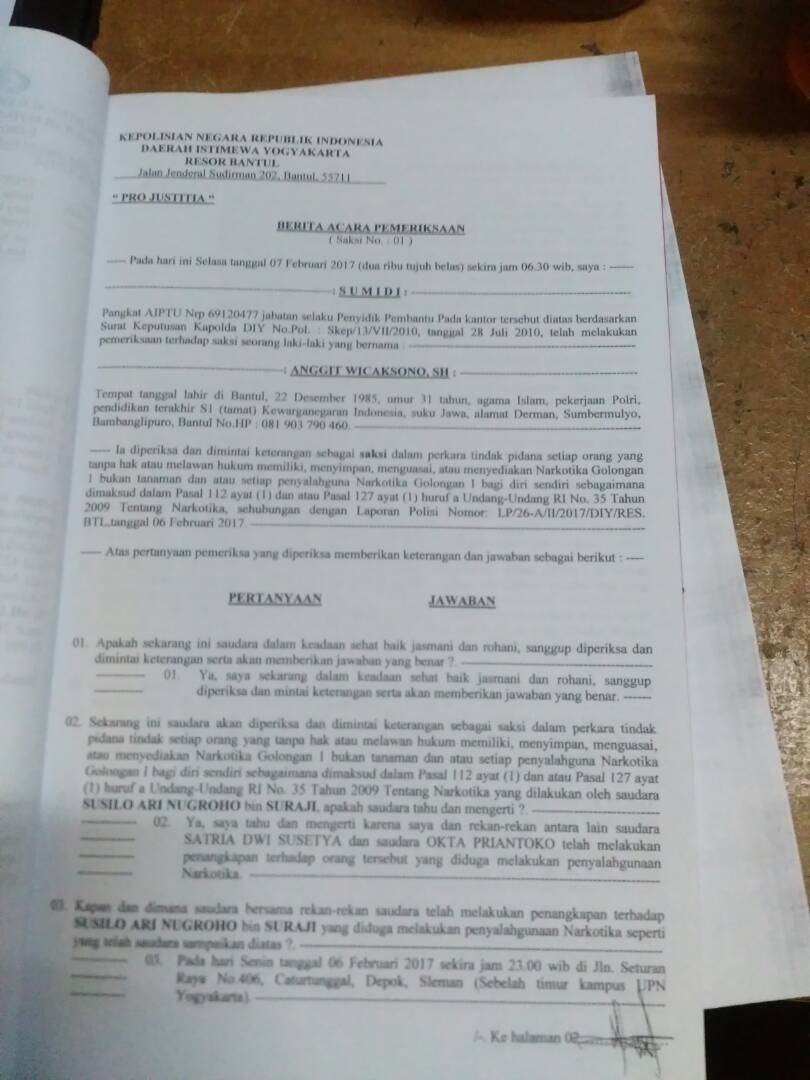 KEPOLISIAN NEGARA REPUBLIK INDONESIA
DAERAH ISTIMEWA YOGYAKARTA
RESOR BANTUL
Jalan Jenderal Sudirman 202, Bantul, 55711
" PRO JUSTITIA "
BERITA ACARA PEMERIKSAAN
( Saksi No. : 01 )
---- Pada hari ini Selasa tanggal 07 Februari 2017 (dua ribu tujuh belas) sekira jam 06.30 wib, saya : ----
: S U M I D I :
Pangkat AIPTU Nrp 69120477 jabatan selaku Penyidik Pembantu Pada kantor tersebut diatas berdasarkan
Surat Keputusan Kapolda DIY No.Pol. : Skep/13/VII/2010, tanggal 28 Juli 2010, telah melakukan
pemeriksaan terhadap saksi seorang laki-laki yang bernama :
: ANGGIT WICAKSONO, SH :
Tempat tanggal lahir di Bantul, 22 Desember 1985, umur 31 tahun, agama Islam, pekerjaan Polri,
pendidikan terakhir S1 (tamat) Kewarganegaran Indonesia, suku Jawa, alamat Derman, Sumbermulyo,
Bambanglipuro, Bantul No.HP : 081 903 790 460.
---- Ia diperiksa dan dimintai keterangan sebagai saksi dalam perkara tindak pidana setiap orang yang
tanpa hak atau melawan hukum memiliki, menyimpan, menguasai, atau menyediakan Narkotika Golongan
I bukan tanaman dan atau setiap penyalahguna Narkotika Golongan I bagi diri sendiri sebagaimana
dimaksud dalam Pasal 112 ayat (1) dan atau Pasal 127 ayat (1) huruf a Undang-Undang RI No. 35 Tahun
2009 Tentang Narkotika, sehubungan dengan Laporan Polisi Nomor: LP/26-A/II/2017/DIY/RES.
BTL,tanggal 06 Februari 2017.
---- Atas pertanyaan pemeriksa yang diperiksa memberikan keterangan dan jawaban sebagai berikut : ----
PERTANYAAN JAWABAN
01. Apakah sekarang ini saudara dalam keadaan sehat baik jasmani dan rohani, sanggup diperiksa dan
dimintai keterangan serta akan memberikan jawaban yang benar ?.
01. Ya, saya sekarang dalam keadaan sehat baik jasmani dan rohani, sanggup
diperiksa dan mintai keterangan serta akan memberikan jawaban yang benar. ----
02. Sekarang ini saudara akan diperiksa dan dimintai keterangan sebagai saksi dalam perkara tindak
pidana tindak setiap orang yang tanpa hak atau melawan hukum memiliki, menyimpan, menguasai,
atau menyediakan Narkotika Golongan I bukan tanaman dan atau setiap penyalahguna Narkotika
Golongan I bagi diri sendiri sebagaimana dimaksud dalam Pasal 112 ayat (1) dan atau Pasal 127 ayat
(1) huruf a Undang-Undang RI No. 35 Tahun 2009 Tentang Narkotika yang dilakukan oleh saudara
SUSILO ARI NUGROHO bin SURAJI, apakah saudara tahu dan mengerti ?.
02. Ya, saya tahu dan mengerti karena saya dan rekan-rekan antara lain saudara
SATRIA DWI SUSETYA dan saudara OKTA PRIANTOKO telah melakukan
penangkapan terhadap orang tersebut yang diduga melakukan penyalahgunaan
Narkotika.
03. Kapan dan dimana saudara bersama rekan-rekan saudara telah melakukan penangkapan terhadap
SUSILO ARI NUGROHO bin SURAJI yang diduga melakukan penyalahgunaan Narkotika seperti
yang telah saudara sampaikan diatas ?.
03. Pada hari Senin tanggal 06 Februari 2017 sekira jam 23.00 wib di Jln. Seturan
Raya No.406, Caturtunggal, Depok, Sleman (Sebelah timur kampus UPN
Yogyakarta).
Ke halaman 02